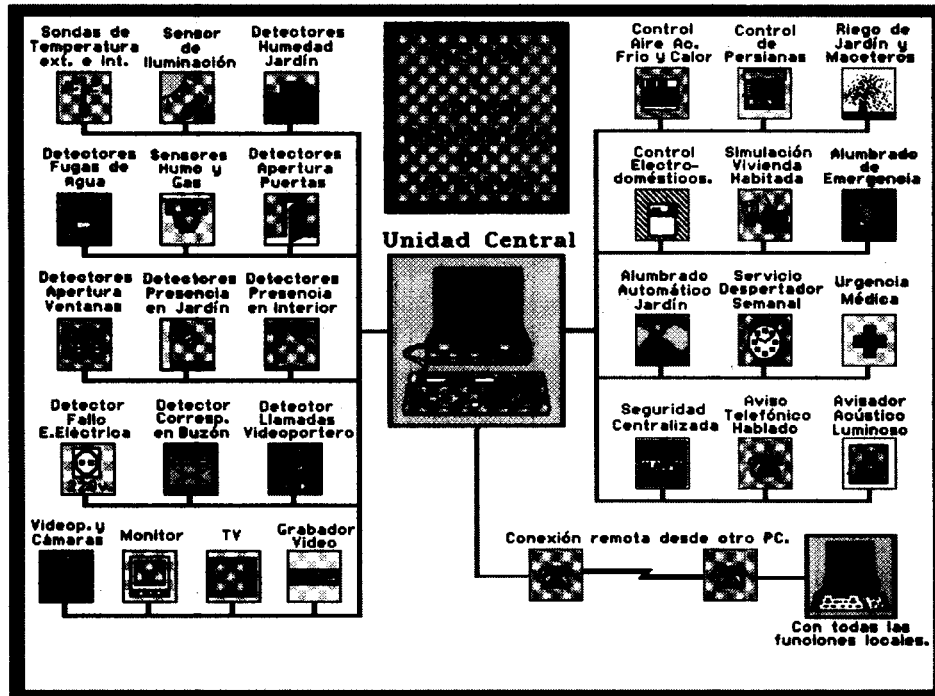 Sondas de
Temperatura
ext. e Int.
Sensor
de
Iluminación
Detectores
Humedad
Jardín
Control
Aire Ac.
Frio y Calor
Control
de
Persianas
Riego de
Jardín y
Maceteros
Detectores
Fugas de
Agua
Sensores
Humo y
Gas
Detectores
Apertura
Puertas
Control
Electro-
domésticos.
Simulación
Vivienda
Habitada
Alumbrado
de
Emergencia
Unidad Central
Detectores
Apertura
Ventanas
Detectores
Presencia
en Jardín
Detectores
Presencia
en Interior
Alumbrado
Automático
Jardín
Servicio
Despertador
Semanal
Urgencia
Médica
Detector
Fallo
E.Eléctrica
220v
Detector
Corresp.
en Buzón
Detector
Llamadas
Videoportero
Seguridad
Centralizada
Aviso
Telefónico
Hablado
Avisador
Acústico
Luminoso
Videop. y
Cámaras
Monitor
TV
Grabador
Video
Conexión remota desde otro PC.
Con todas las
funciones locales.